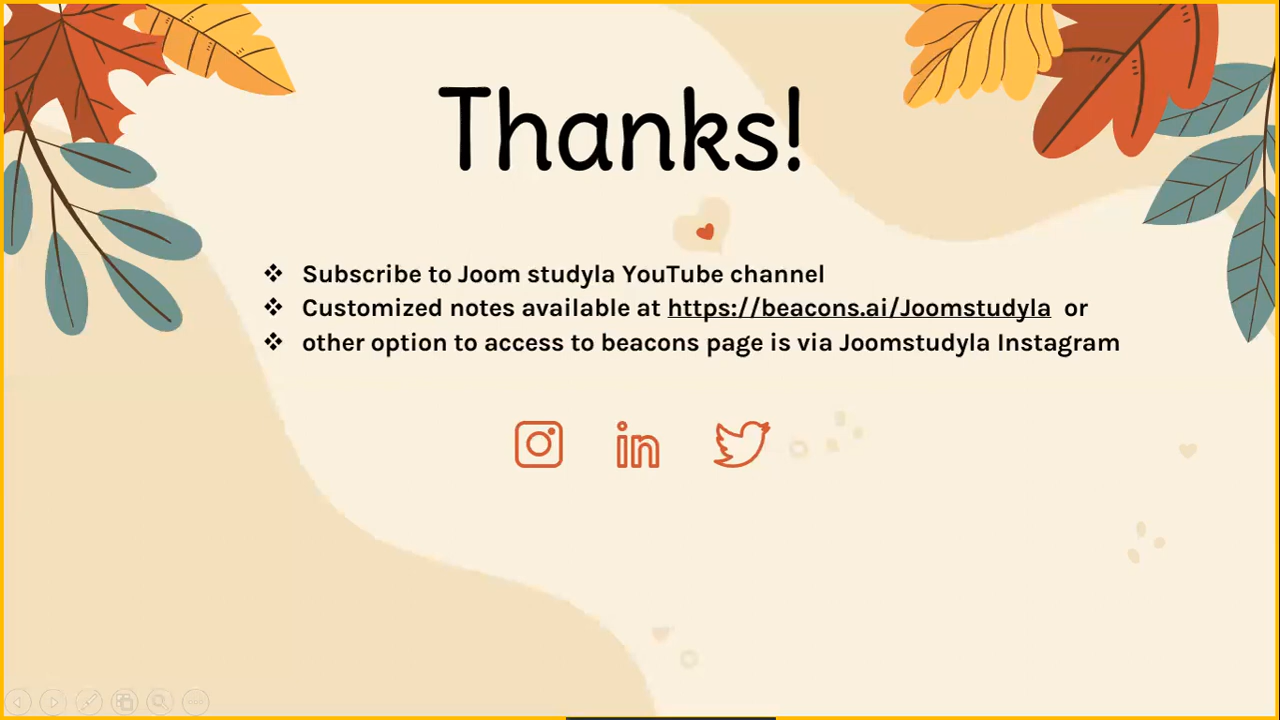 Thanks!
❖ Subscribe to Joom studyla YouTube channel
❖ Customized notes available at https://beacons.ai/Joomstudyla or
❖ other option to access to beacons page is via Joomstudyla Instagram
in